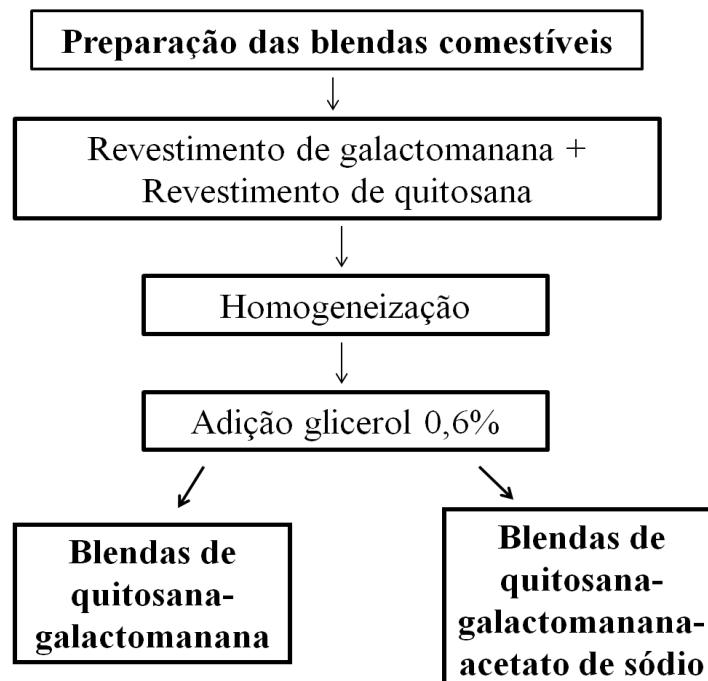 Preparação das blendas comestíveis
Revestimento de galactomanana +
Revestimento de quitosana
Homogeneização
Adição glicerol 0,6%
Blendas de
quitosana-
galactomanana
Blendas de
quitosana-
galactomanana-
acetato de sódio